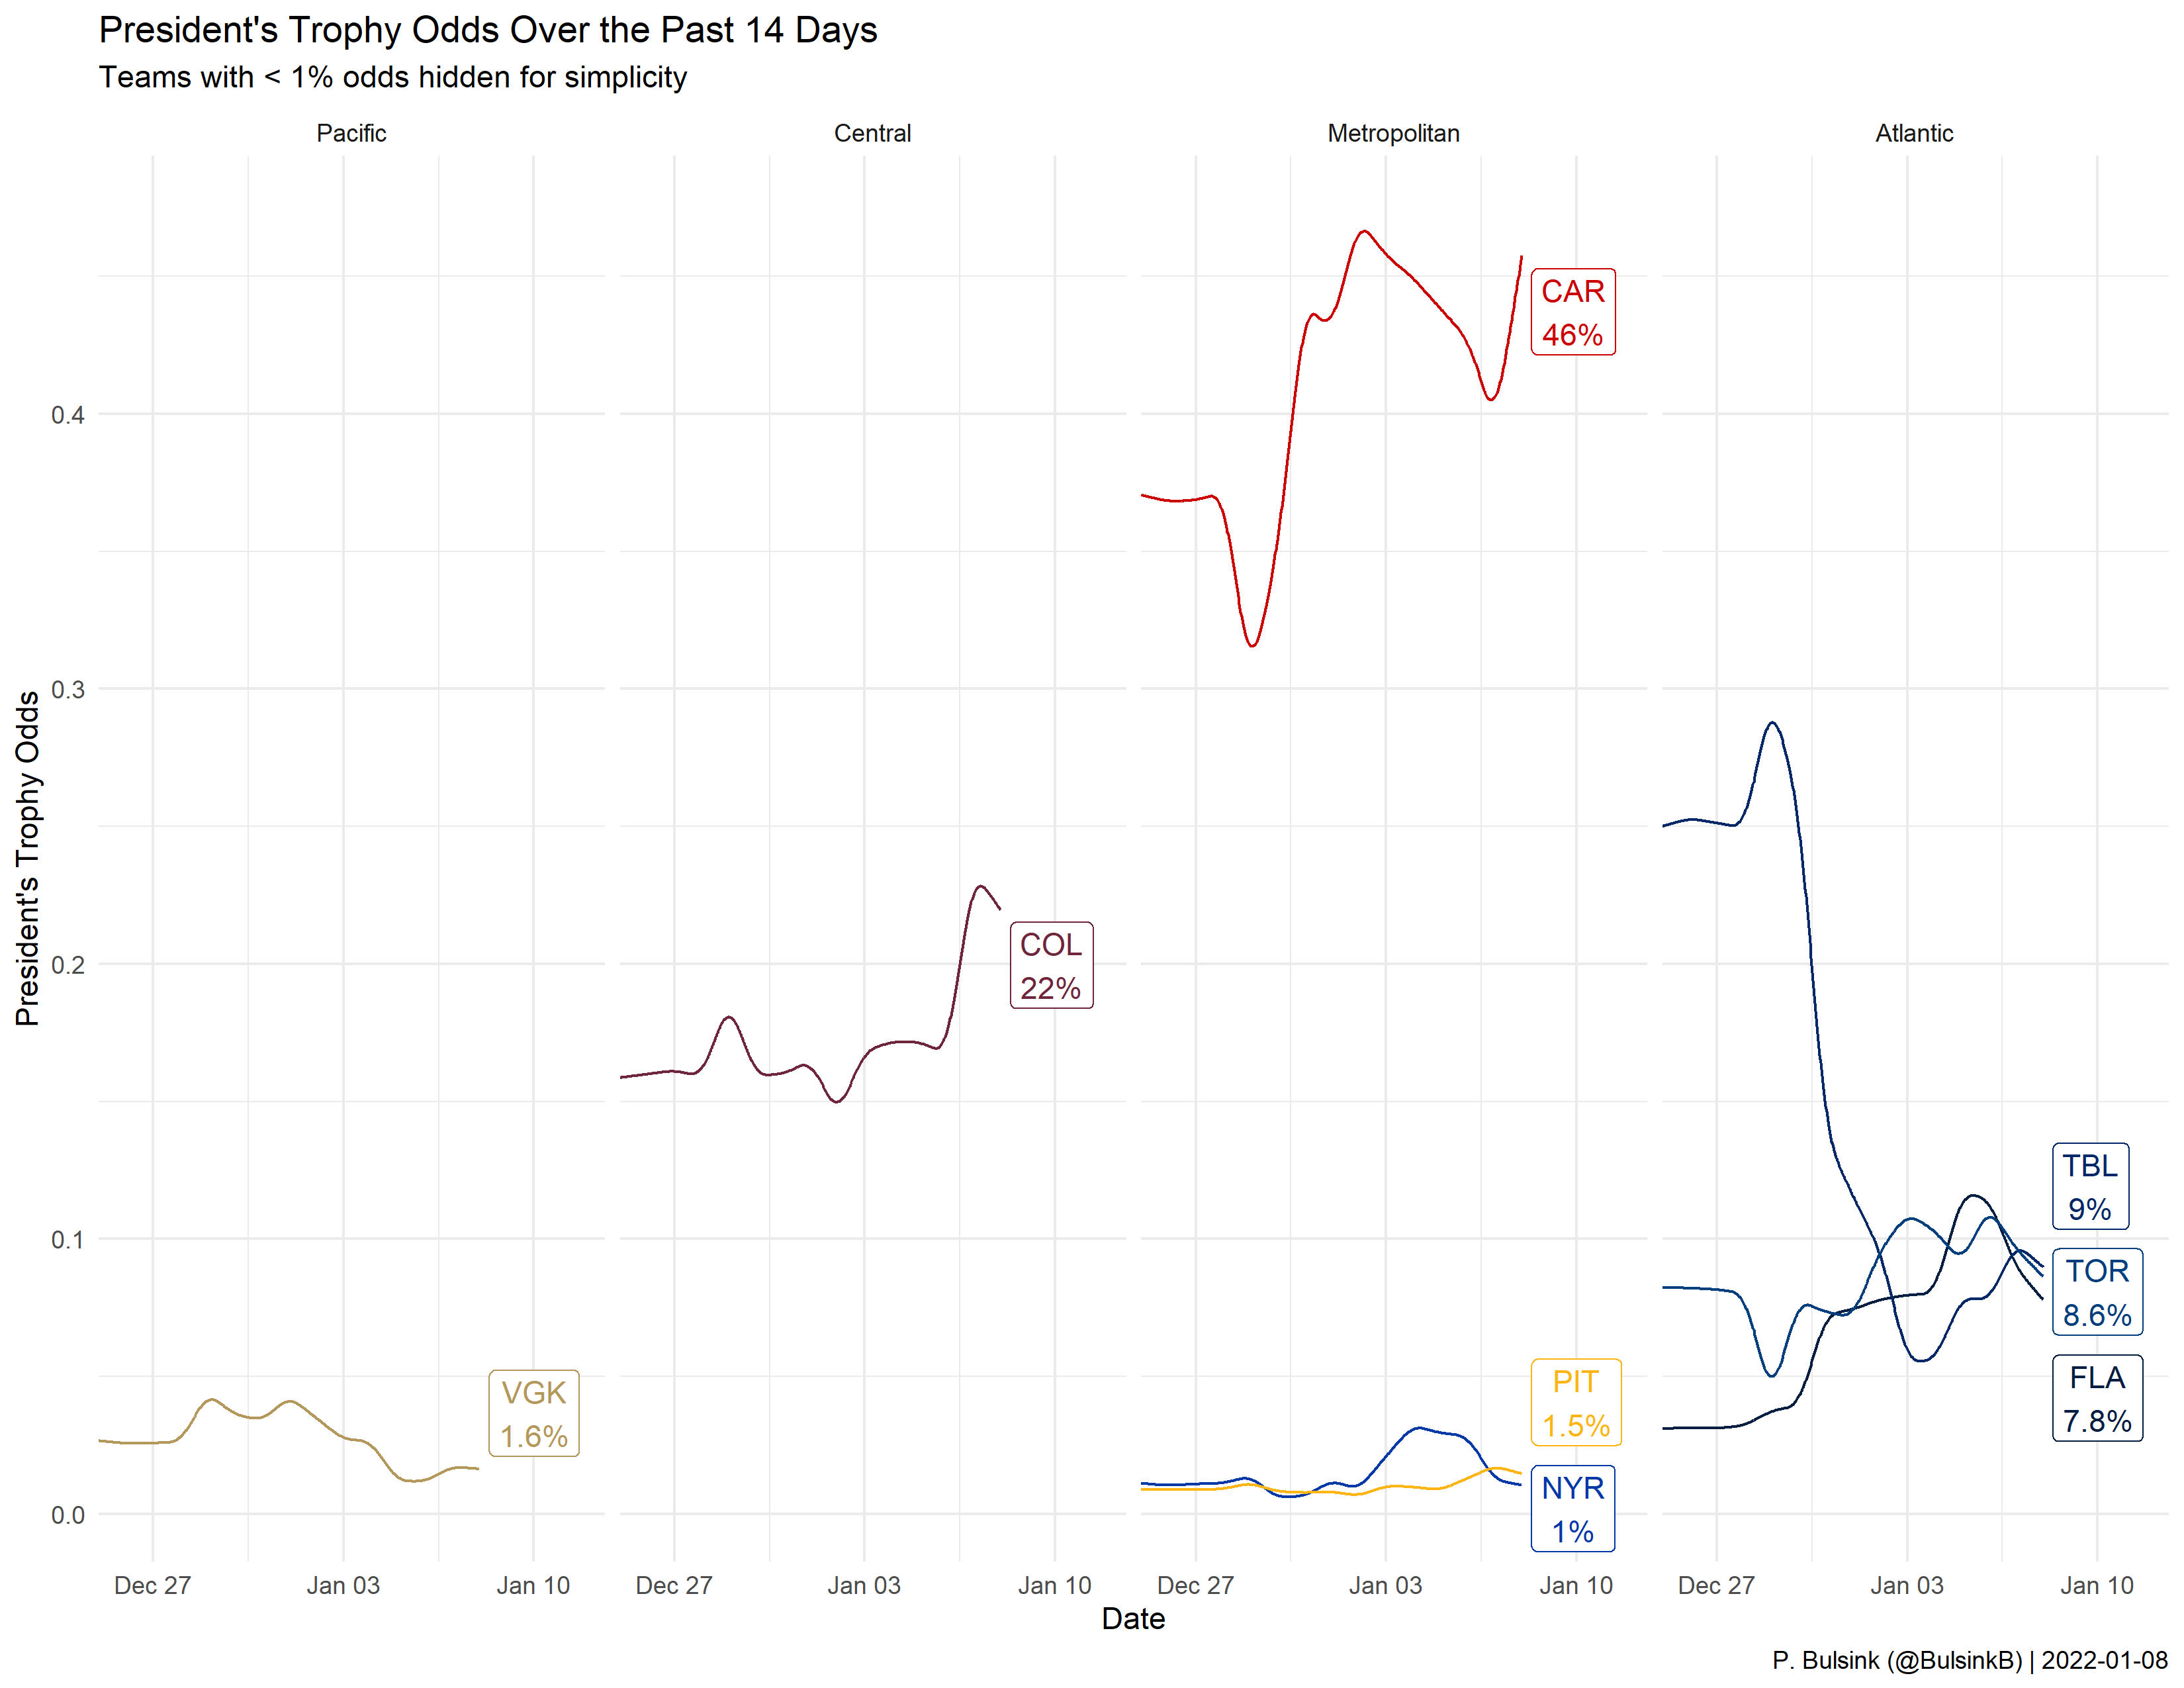 President's Trophy Odds Over the Past 14 Days
Teams with < 1% odds hidden for simplicity
Pacific
Central
Metropolitan
Atlantic
President's Trophy Odds
0.4
0.3
0.2
0.1
0.0
CAR
46%
COL
22%
TBL
9%
TOR
8.6%
FLA
7.8%
VGK
1.6%
PIT
1.5%
NYR
1%
Dec 27 Jan 03 Jan 10
Dec 27 Jan 03 Jan 10
Dec 27 Jan 03 Jan 10
Dec 27 Jan 03 Jan 10
Date
P. Bulsink (@BulsinkB) | 2022-01-08